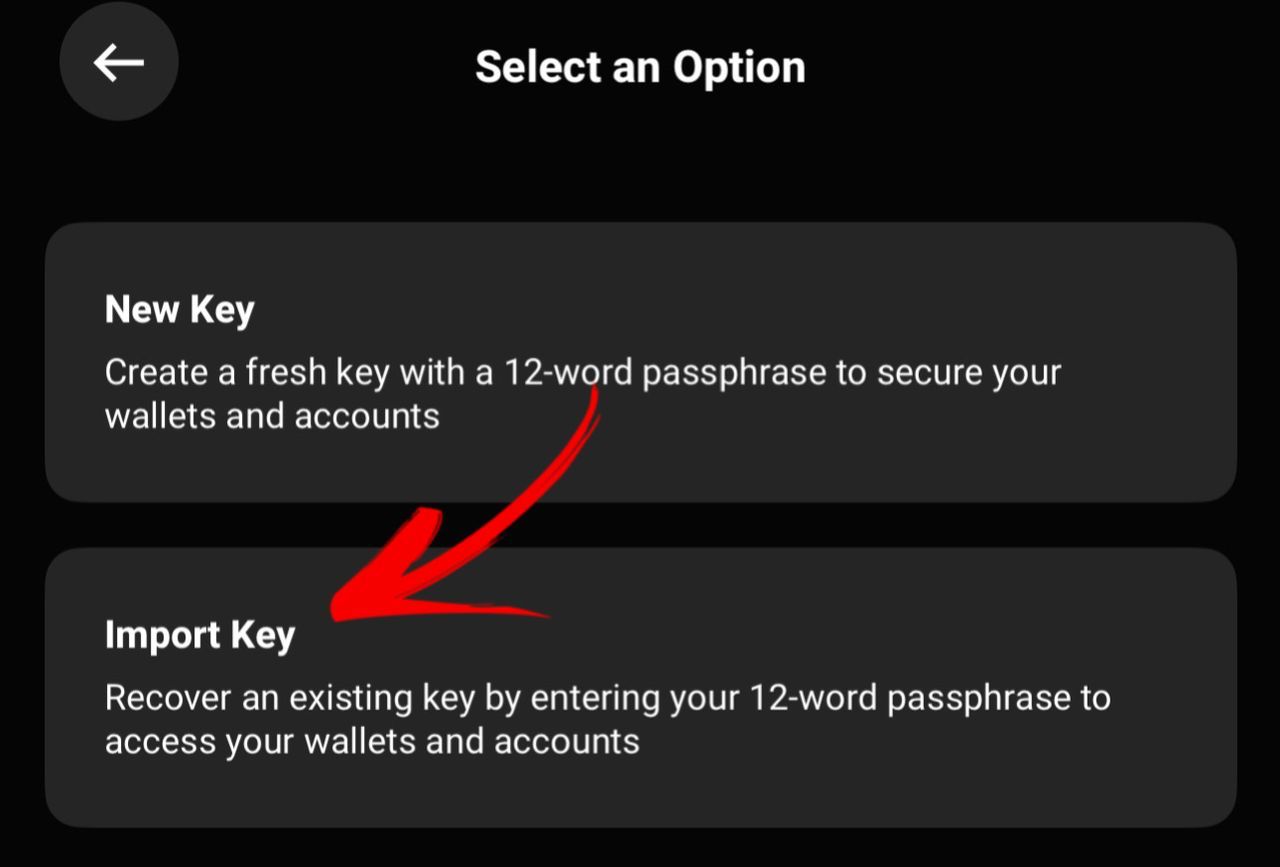 Select an Option
New Key
Create a fresh key with a 12-word passphrase to secure your
wallets and accounts
Import Key
Recover an existing key by entering your 12-word passphrase to
access your wallets and accounts